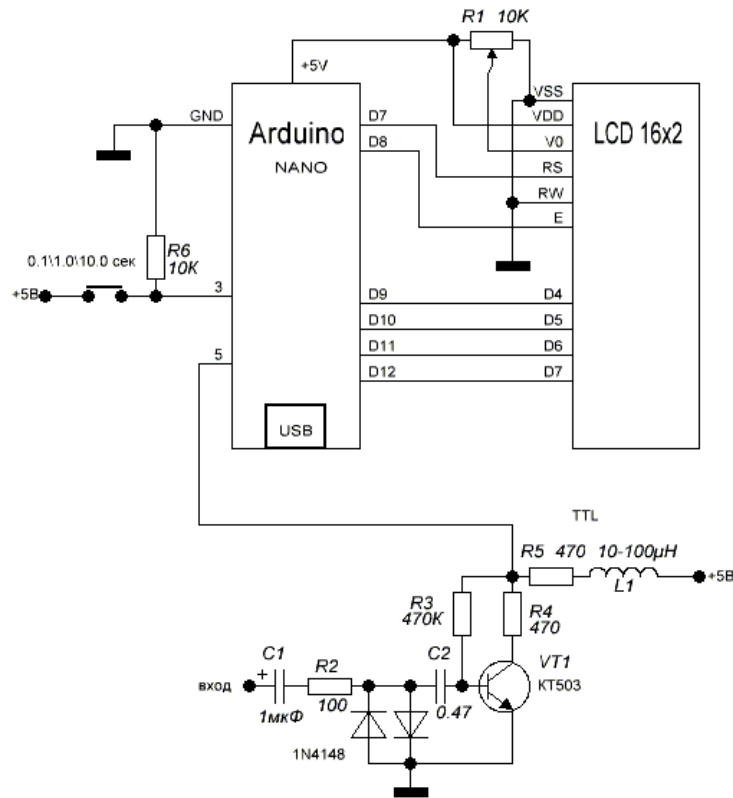 R1 10K
+5V
GND
Arduino
NANO
D7
D8
VSS
VDD
V0
RS
RW
E
LCD 16x2
R6
10K
0.1\1.0\10.0 сек
+5В
3
5
D9
D10
D11
D12
D4
D5
D6
D7
USB
TTL
R5 470 10-100µH
L1
+5В
R3
470K
R4
470
C1
+
1мкФ
R2
100
C2
0.47
VT1
КТ503
вход
1N4148